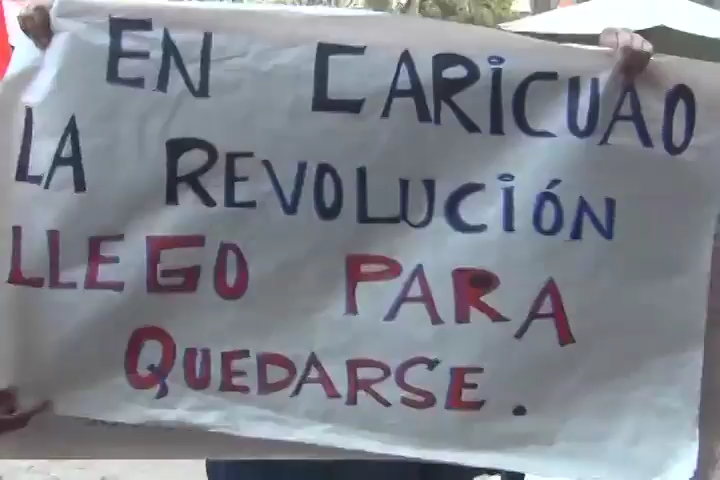 EN CARICUAO
LA REVOLUCIÓN
LLEGO PARA
QUEDARSE.